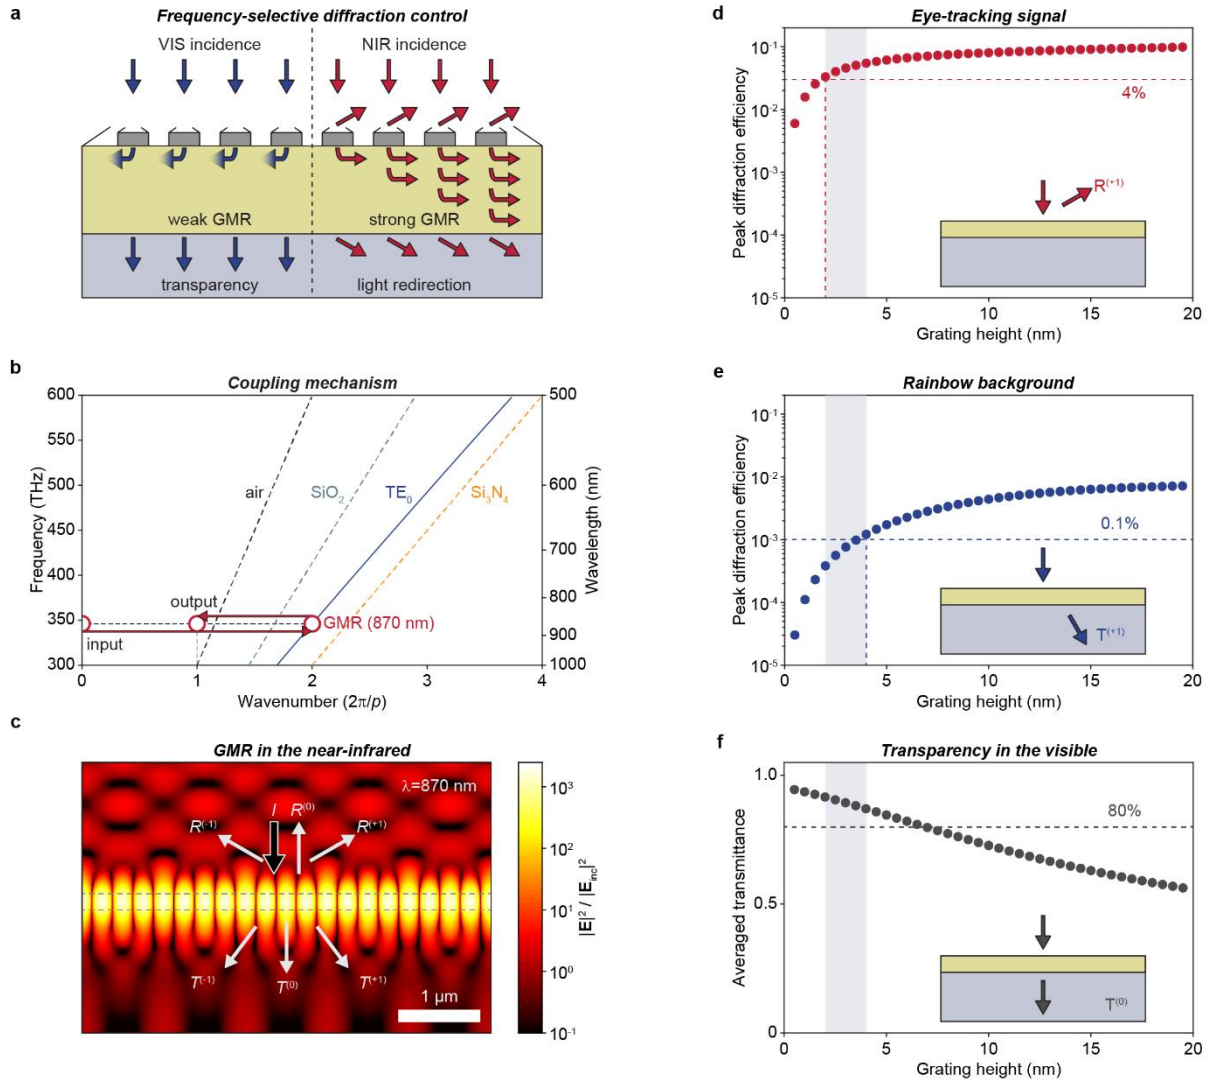 a
Frequency-selective diffraction control
VIS incidence
NIR incidence
weak GMR
strong GMR
transparency
light redirection
b
Coupling mechanism
Frequency (THz)
600
550
500
450
400
350
300
air
SiO₂
TE₀
Si₃N₄
output
input
GMR (870 nm)
500
600
700
800
900
1000
Wavelength (nm)
0 1 2 3 4
Wavenumber (2π/p)
c
GMR in the near-infrared
λ=870 nm
I
R⁽⁰⁾
R⁽⁻¹⁾
R⁽⁺¹⁾
T⁽⁻¹⁾
T⁽⁰⁾
T⁽⁺¹⁾
1 µm
10³
10²
10¹
10⁰
10⁻¹
|E|² / |Eᵢₙc|²
d
Eye-tracking signal
Peak diffraction efficiency
10⁻¹
10⁻²
10⁻³
10⁻⁴
10⁻⁵
4%
R⁽⁺¹⁾
0 5 10 15 20
Grating height (nm)
e
Rainbow background
Peak diffraction efficiency
10⁻¹
10⁻²
10⁻³
10⁻⁴
10⁻⁵
0.1%
T⁽⁺¹⁾
0 5 10 15 20
Grating height (nm)
f
Transparency in the visible
Averaged transmittance
1.0
0.5
0
80%
T⁽⁰⁾
0 5 10 15 20
Grating height (nm)